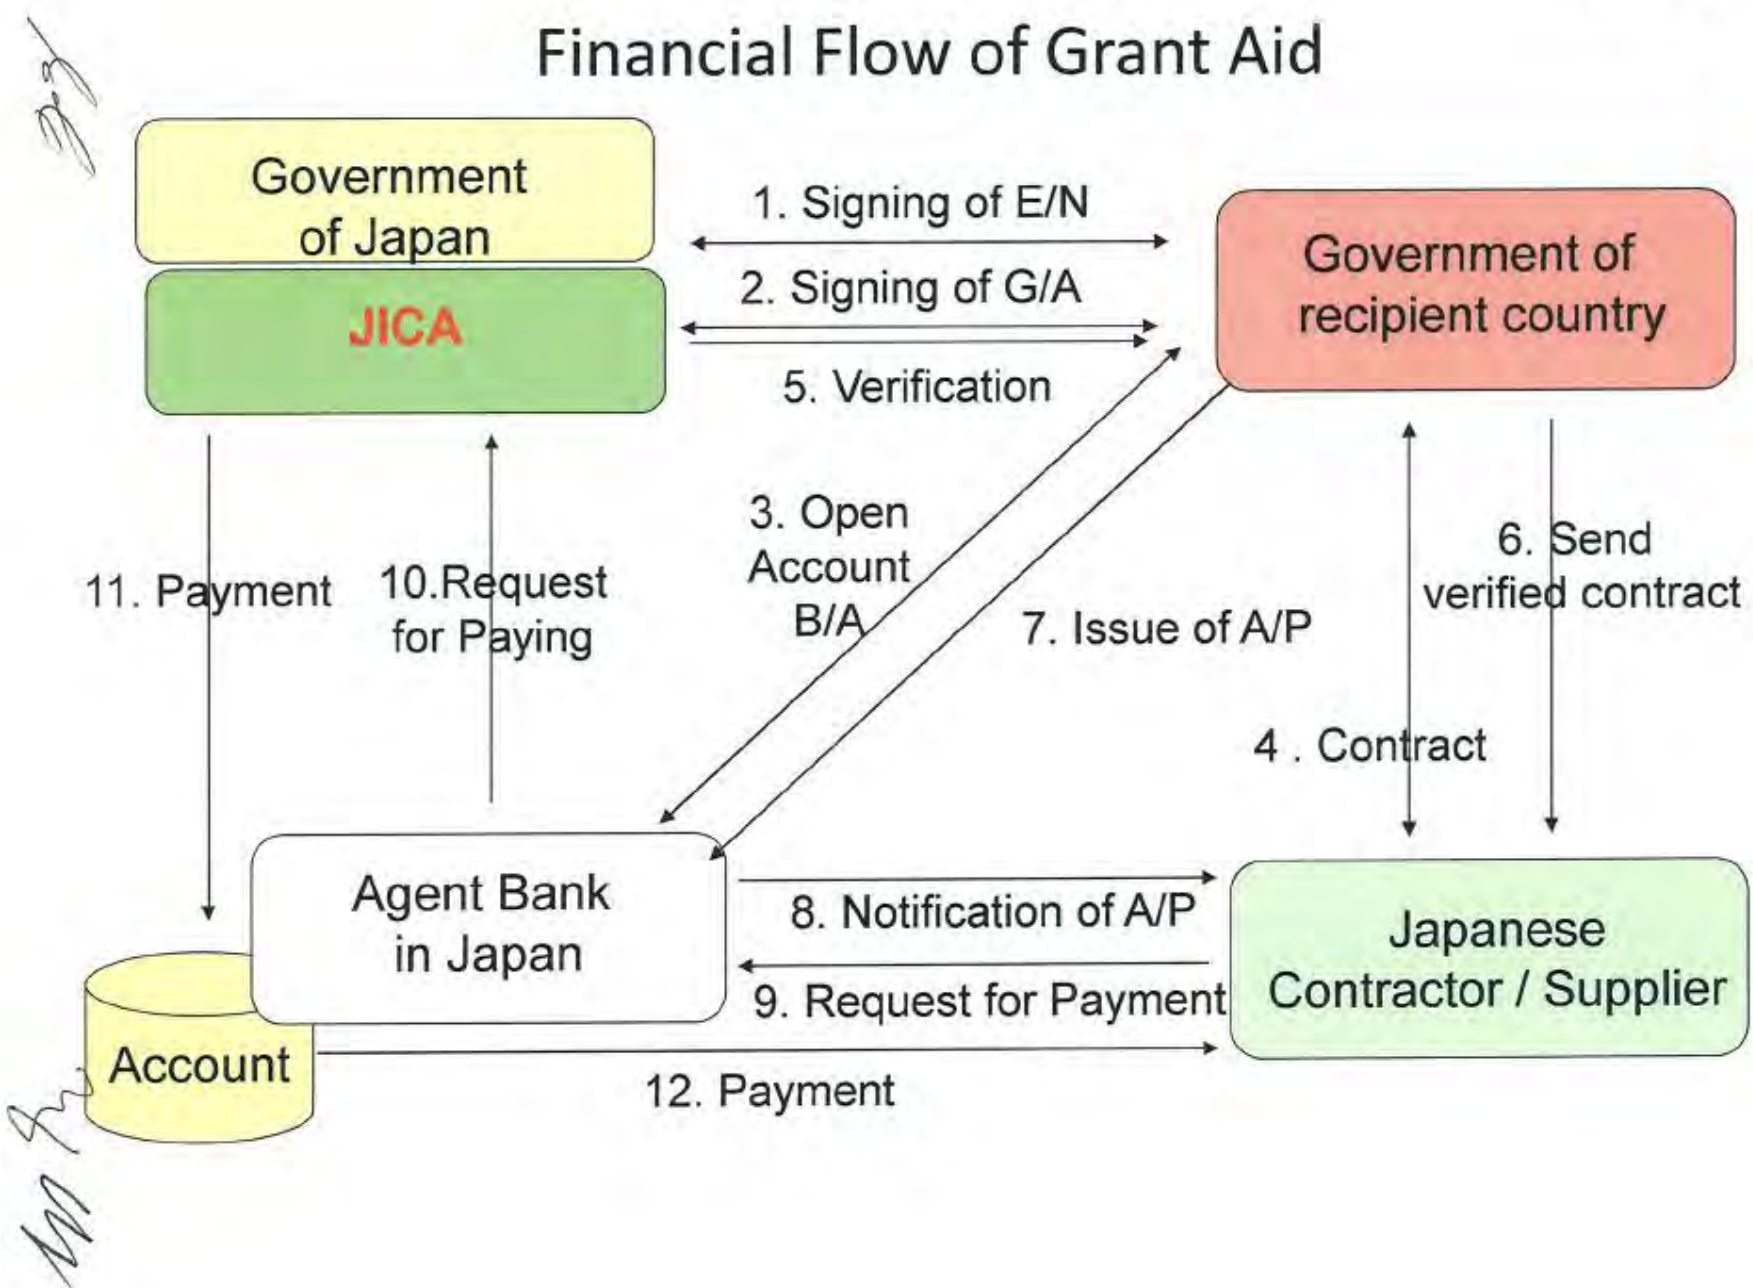 Financial Flow of Grant Aid
Government
of Japan
JICA
1. Signing of E/N
2. Signing of G/A
5. Verification
Government of
recipient country
3. Open
Account
B/A
7. Issue of A/P
6. Send
verified contract
4 . Contract
11. Payment
10.Request
for Paying
Agent Bank
in Japan
Account
8. Notification of A/P
9. Request for Payment
12. Payment
Japanese
Contractor / Supplier